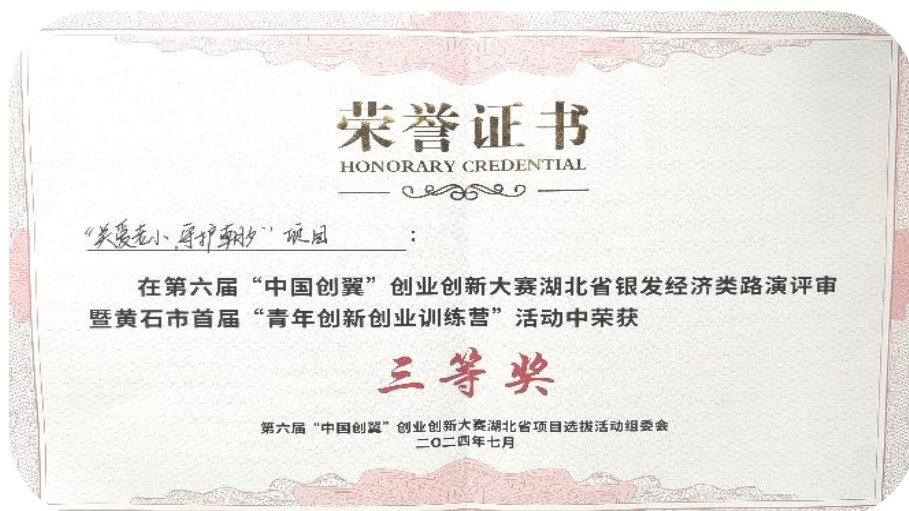 荣誉证书
HONORARY CREDENTIAL
“关爱老小、守护朝夕”项目：
在第六届“中国创翼”创业创新大赛湖北省银发经济类路演评审
暨黄石市首届“青年创新创业训练营”活动中荣获
三等奖
第六届“中国创翼”创业创新大赛湖北省项目选拔活动组委会
二〇二四年七月